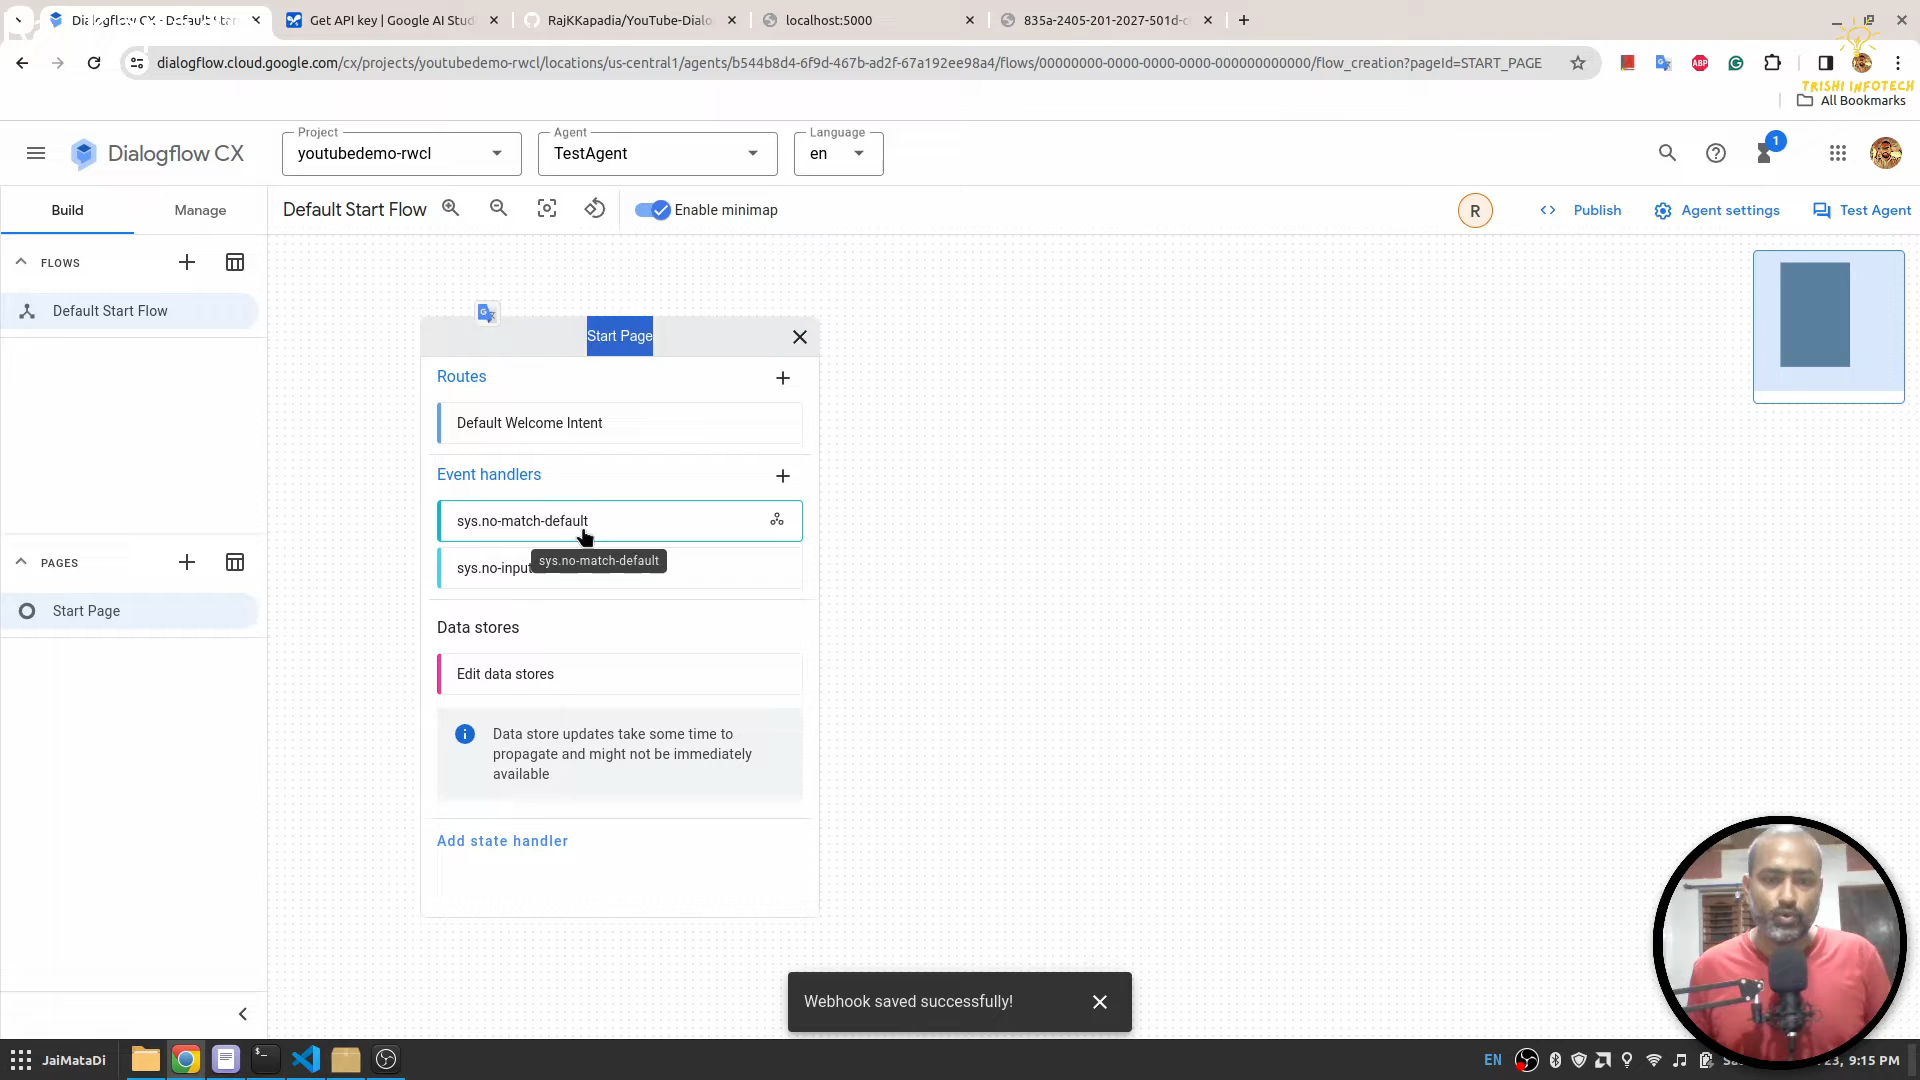 Dialogflow CX - Default Star
Get API key | Google AI Stud
RajKKapadia/YouTube-Dialo
localhost:5000
835a-2405-201-2027-501d-c
dialogflow.cloud.google.com/cx/projects/youtubedemo-rwcl/locations/us-central1/agents/b544b8d4-6f9d-467b-ad2f-67a192ee98a4/flows/00000000-0000-0000-0000-000000000000/flow_creation?pageId=START_PAGE
ABP
TRISHI INFOTECH
All Bookmarks
Dialogflow CX
Project
youtubedemo-rwcl
Agent
TestAgent
Language
en
1
Build
Manage
Default Start Flow
Enable minimap
R
Publish
Agent settings
Test Agent
FLOWS
Default Start Flow
PAGES
Start Page
Start Page
Routes
Default Welcome Intent
Event handlers
sys.no-match-default
sys.no-input
sys.no-match-default
Data stores
Edit data stores
Data store updates take some time to
propagate and might not be immediately
available
Add state handler
Webhook saved successfully!
JaiMataDi
EN
23, 9:15 PM